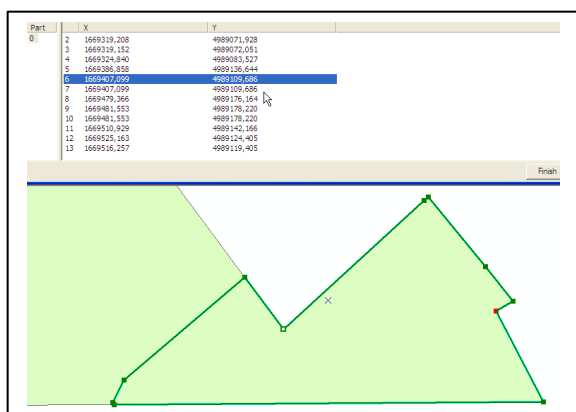 Part X Y
0 2 1669319,208 4989071,928
3 1669319,152 4989072,051
4 1669324,840 4989083,527
5 1669386,858 4989136,644
6 1669407,099 4989109,686
7 1669407,099 4989109,686
8 1669479,366 4989176,164
9 1669481,553 4989178,220
10 1669481,553 4989178,220
11 1669510,929 4989142,166
12 1669525,163 4989124,405
13 1669516,257 4989119,405
Finish